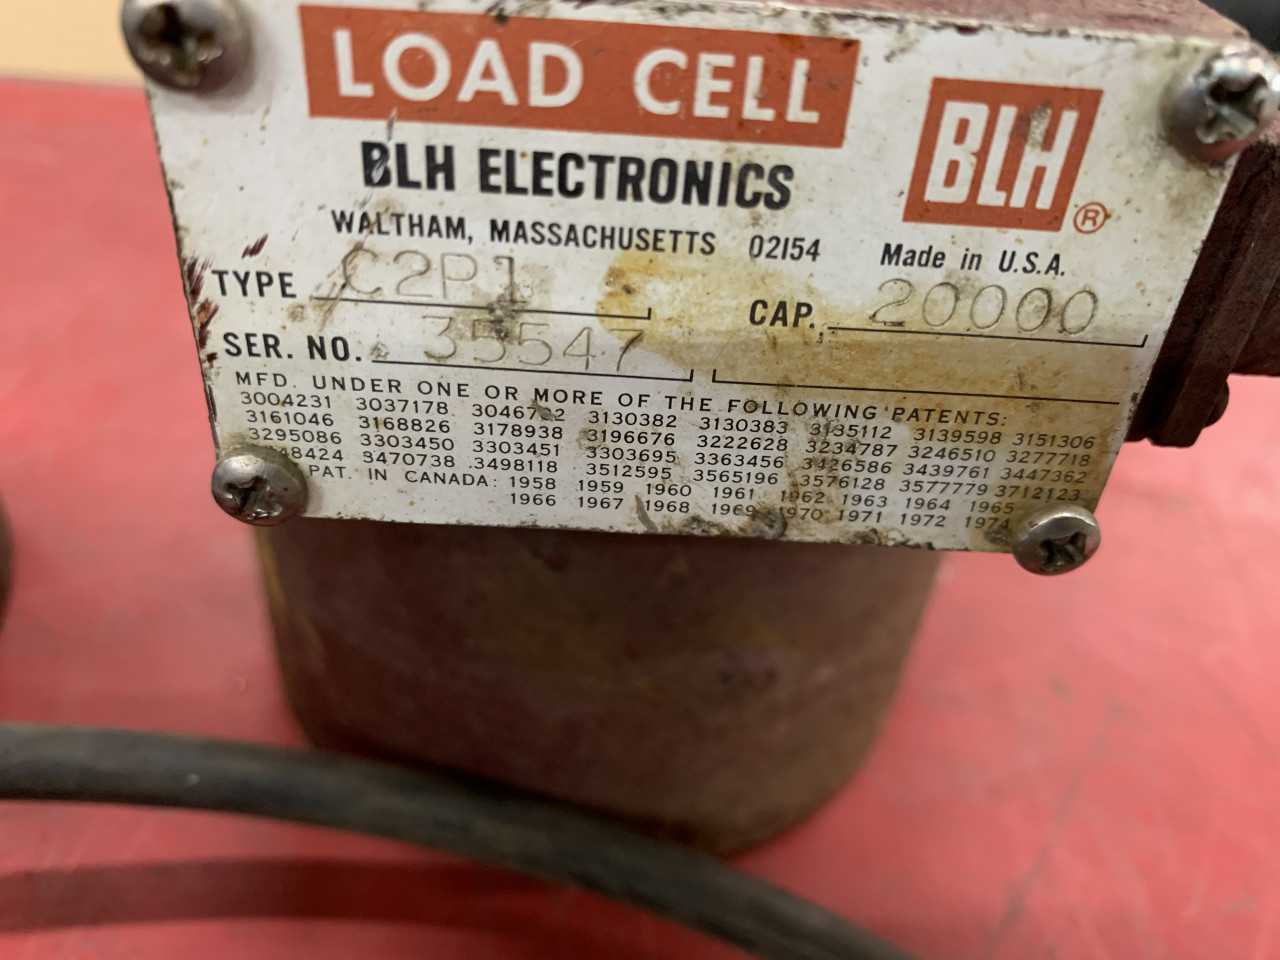 LOAD CELL
BLH ELECTRONICS
BLH ®
WALTHAM, MASSACHUSETTS 02154
Made in U.S.A.
TYPE C2P1
CAP. 20000
SER. NO. 35547
MFD. UNDER ONE OR MORE OF THE FOLLOWING PATENTS:
3004231 3037178 3130382 3130383 3135112 3139598 3151306
3161046 3168826 3178938 3196676 3222628 3234787 3246510 3277718
3295086 3303450 3303451 3303695 3363456 3426586 3439761 3447362
3470738 3498118 3512595 3565196 3576128 3577779 3712123
PAT. IN CANADA: 1958 1959 1960 1961 1962 1963 1964 1965
1966 1967 1968 1969 1970 1971 1972 1974